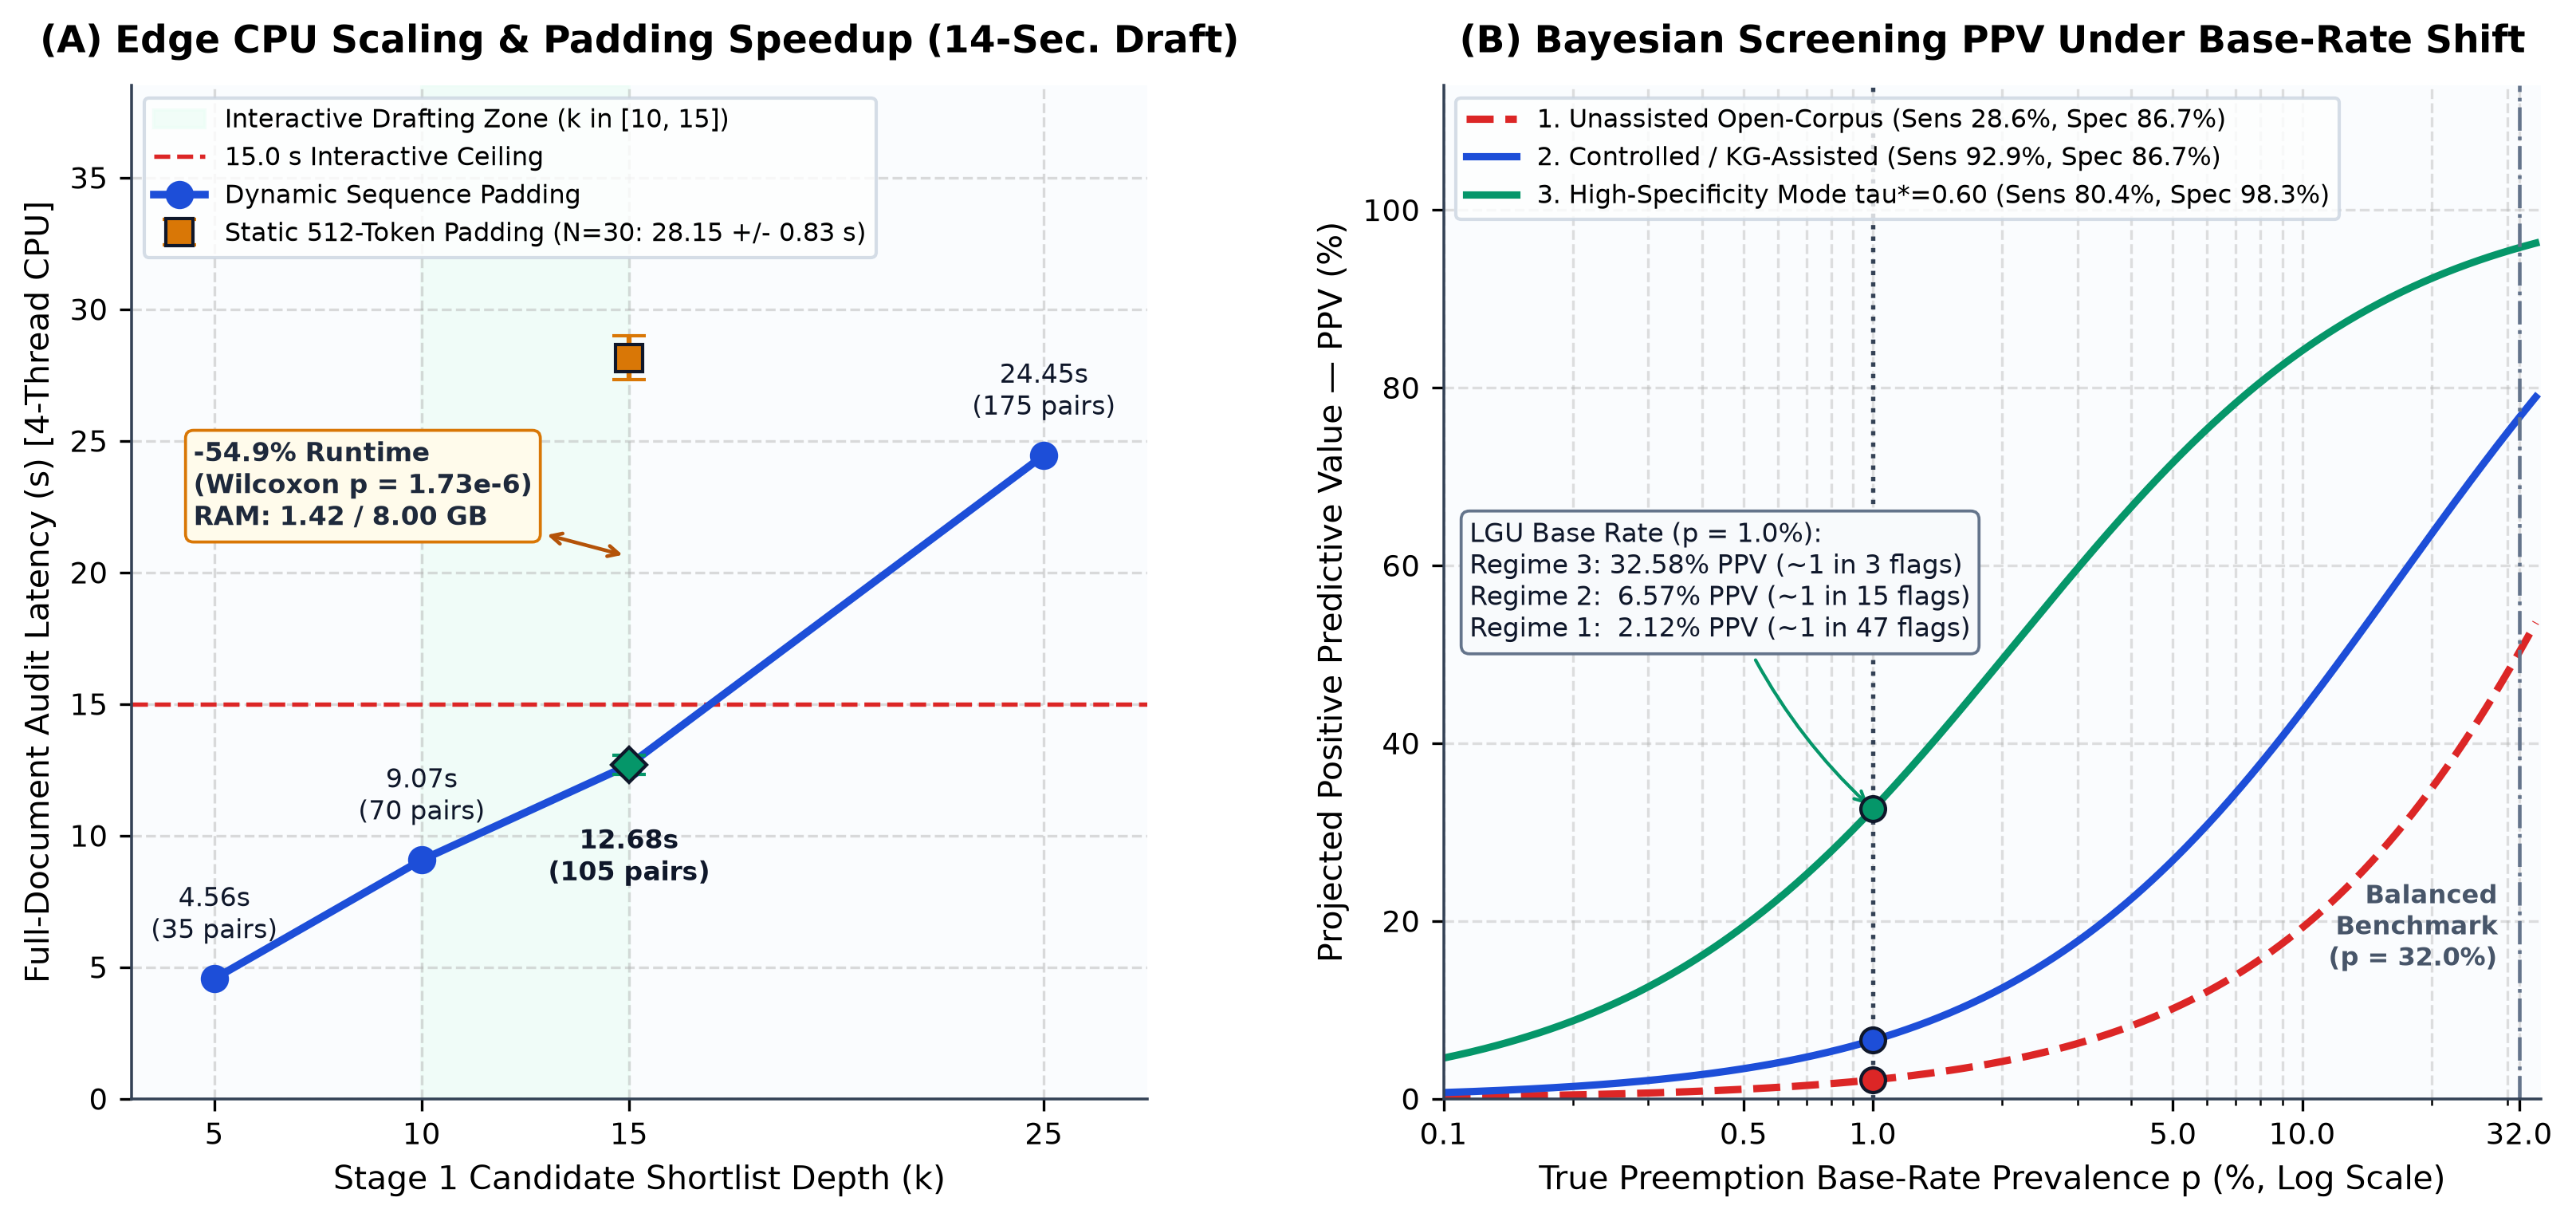 (A) Edge CPU Scaling & Padding Speedup (14-Sec. Draft)
Interactive Drafting Zone (k in [10, 15])
15.0 s Interactive Ceiling
Dynamic Sequence Padding
Static 512-Token Padding (N=30: 28.15 +/- 0.83 s)
Full-Document Audit Latency (s) [4-Thread CPU]
35
30
25
20
15
10
5
0
24.45s
(175 pairs)
-54.9% Runtime
(Wilcoxon p = 1.73e-6)
RAM: 1.42 / 8.00 GB
9.07s
(70 pairs)
12.68s
(105 pairs)
4.56s
(35 pairs)
5
10
15
25
Stage 1 Candidate Shortlist Depth (k)
(B) Bayesian Screening PPV Under Base-Rate Shift
1. Unassisted Open-Corpus (Sens 28.6%, Spec 86.7%)
2. Controlled / KG-Assisted (Sens 92.9%, Spec 86.7%)
3. High-Specificity Mode tau*=0.60 (Sens 80.4%, Spec 98.3%)
Projected Positive Predictive Value — PPV (%)
100
80
60
40
20
0
LGU Base Rate (p = 1.0%):
Regime 3: 32.58% PPV (~1 in 3 flags)
Regime 2: 6.57% PPV (~1 in 15 flags)
Regime 1: 2.12% PPV (~1 in 47 flags)
Balanced
Benchmark
(p = 32.0%)
0.1
0.5
1.0
5.0
10.0
32.0
True Preemption Base-Rate Prevalence p (%, Log Scale)